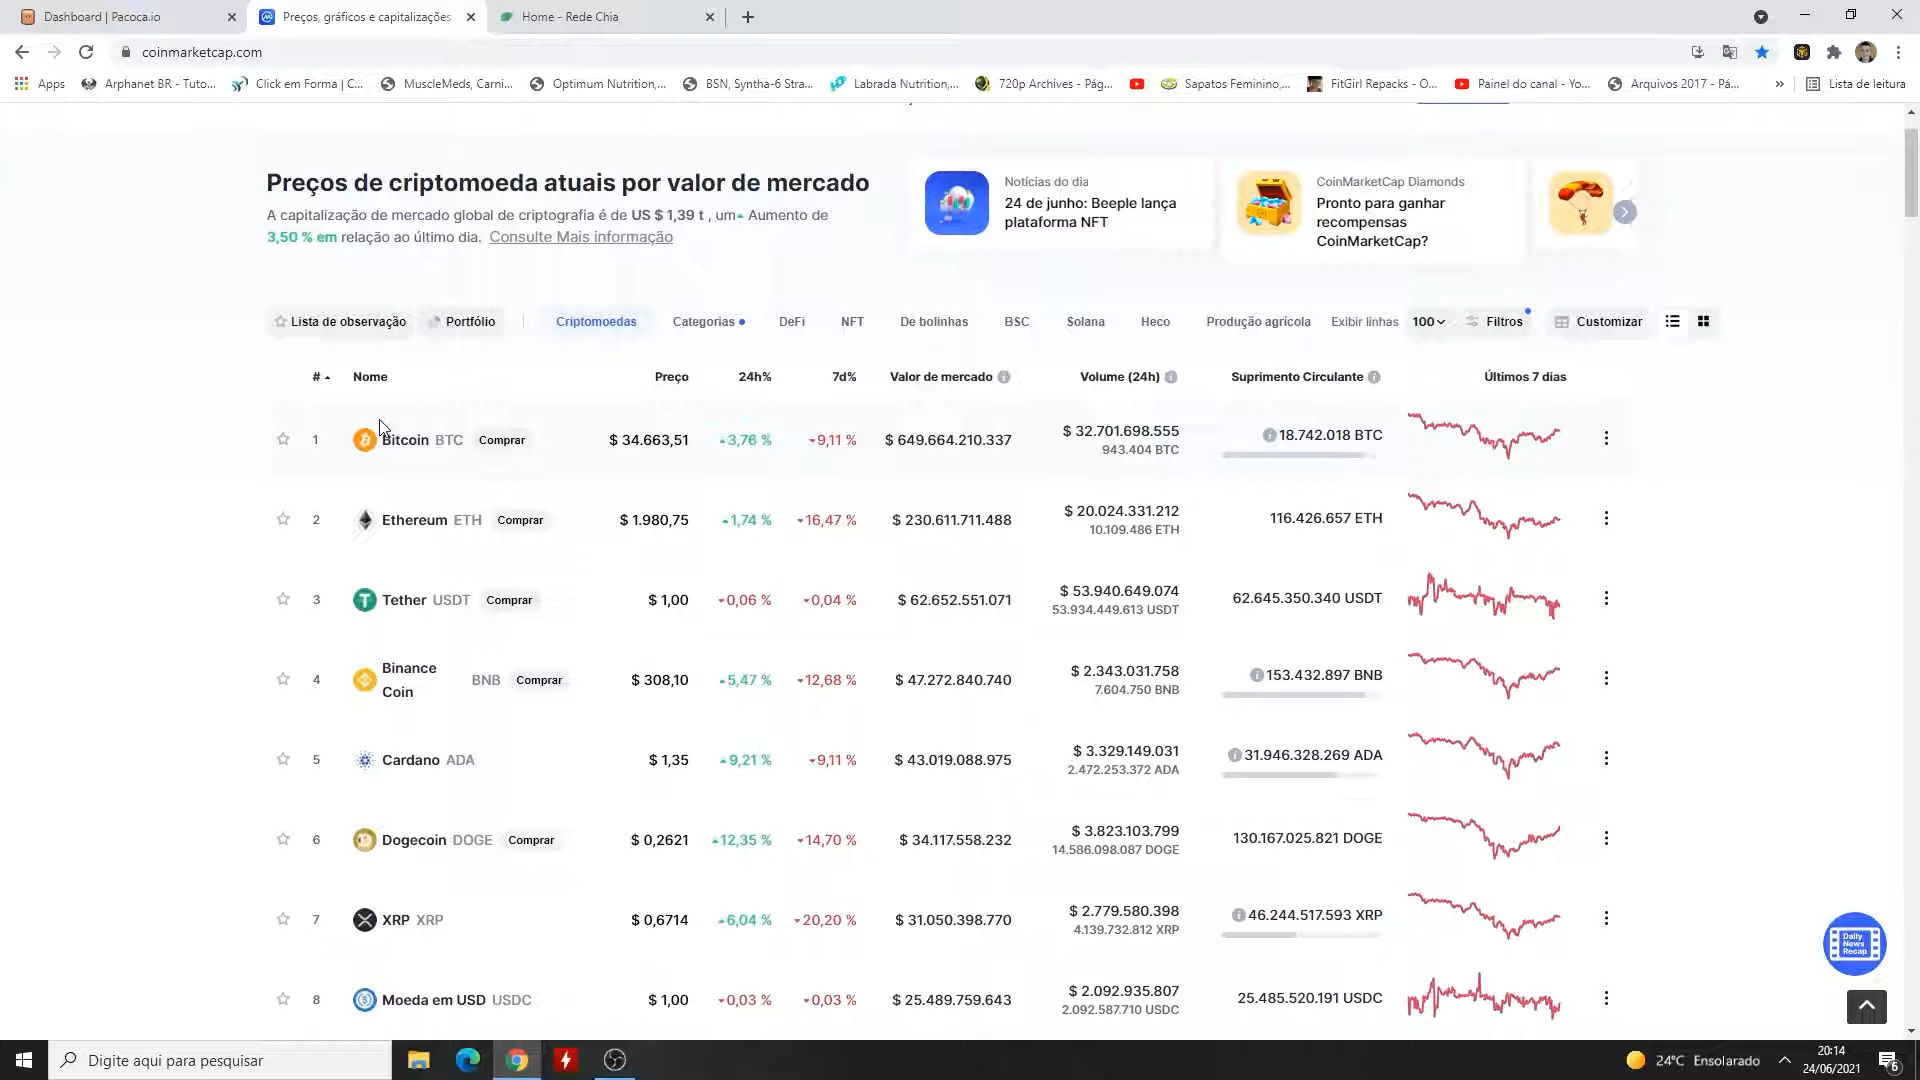 Dashboard | Pacoca.io
Preços, gráficos e capitalizações
Home - Rede Chia
coinmarketcap.com
Apps
Arphanet BR - Tuto...
Click em Forma | C...
MuscleMeds, Carni...
Optimum Nutrition,...
BSN, Syntha-6 Stra...
Labrada Nutrition,...
720p Archives - Pág...
Sapatos Feminino,...
FitGirl Repacks - O...
Painel do canal - Yo...
Arquivos 2017 - Pá...
Lista de leitura
Preços de criptomoeda atuais por valor de mercado
A capitalização de mercado global de criptografia é de US $ 1,39 t , um Aumento de
3,50 % em relação ao último dia. Consulte Mais informação
Notícias do dia
24 de junho: Beeple lança
plataforma NFT
CoinMarketCap Diamonds
Pronto para ganhar
recompensas
CoinMarketCap?
Lista de observação Portfólio Criptomoedas Categorias DeFi NFT De bolinhas BSC Solana Heco Produção agrícola Exibir linhas 100 Filtros Customizar
# Nome Preço 24h% 7d% Valor de mercado Volume (24h) Suprimento Circulante Últimos 7 dias
1 Bitcoin BTC Comprar $ 34.663,51 3,76 % 9,11 % $ 649.664.210.337 $ 32.701.698.555 18.742.018 BTC
943.404 BTC
2 Ethereum ETH Comprar $ 1.980,75 1,74 % 16,47 % $ 230.611.711.488 $ 20.024.331.212 116.426.657 ETH
10.109.486 ETH
3 Tether USDT Comprar $ 1,00 0,06 % 0,04 % $ 62.652.551.071 $ 53.940.649.074 62.645.350.340 USDT
53.934.449.613 USDT
4 Binance Coin BNB Comprar $ 308,10 5,47 % 12,68 % $ 47.272.840.740 $ 2.343.031.758 153.432.897 BNB
7.604.750 BNB
5 Cardano ADA $ 1,35 9,21 % 9,11 % $ 43.019.088.975 $ 3.329.149.031 31.946.328.269 ADA
2.472.253.372 ADA
6 Dogecoin DOGE Comprar $ 0,2621 12,35 % 14,70 % $ 34.117.558.232 $ 3.823.103.799 130.167.025.821 DOGE
14.586.098.087 DOGE
7 XRP XRP $ 0,6714 6,04 % 20,20 % $ 31.050.398.770 $ 2.779.580.398 46.244.517.593 XRP
4.139.732.812 XRP
8 Moeda em USD USDC $ 1,00 0,03 % 0,03 % $ 25.489.759.643 $ 2.092.935.807 25.485.520.191 USDC
2.092.587.710 USDC
Daily
News
Recap
Digite aqui para pesquisar
24°C Ensolarado
20:14
24/06/2021
6